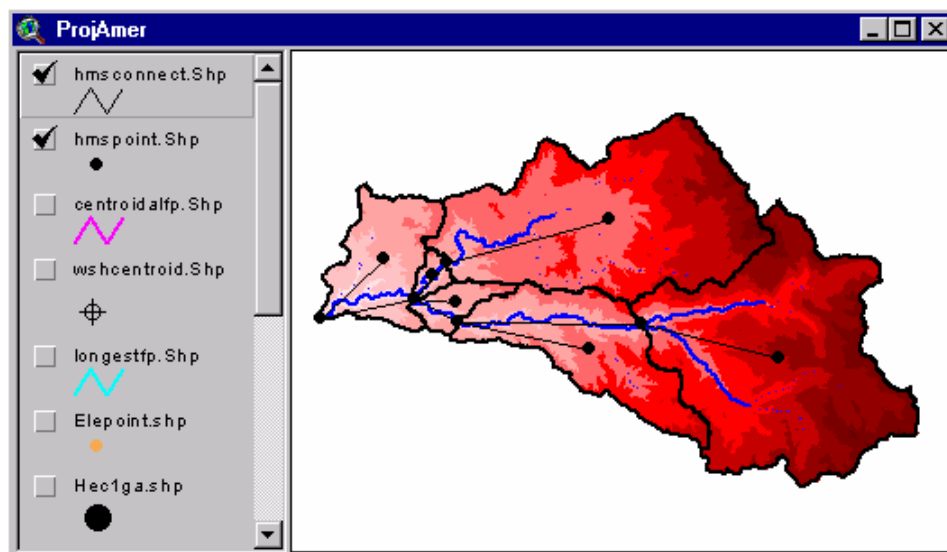 ProjAmer
hmsconnect.Shp
hmspoint.Shp
centroidalfp.Shp
wshcentroid.Shp
longestfp.Shp
Elepoint.shp
Hec1ga.shp